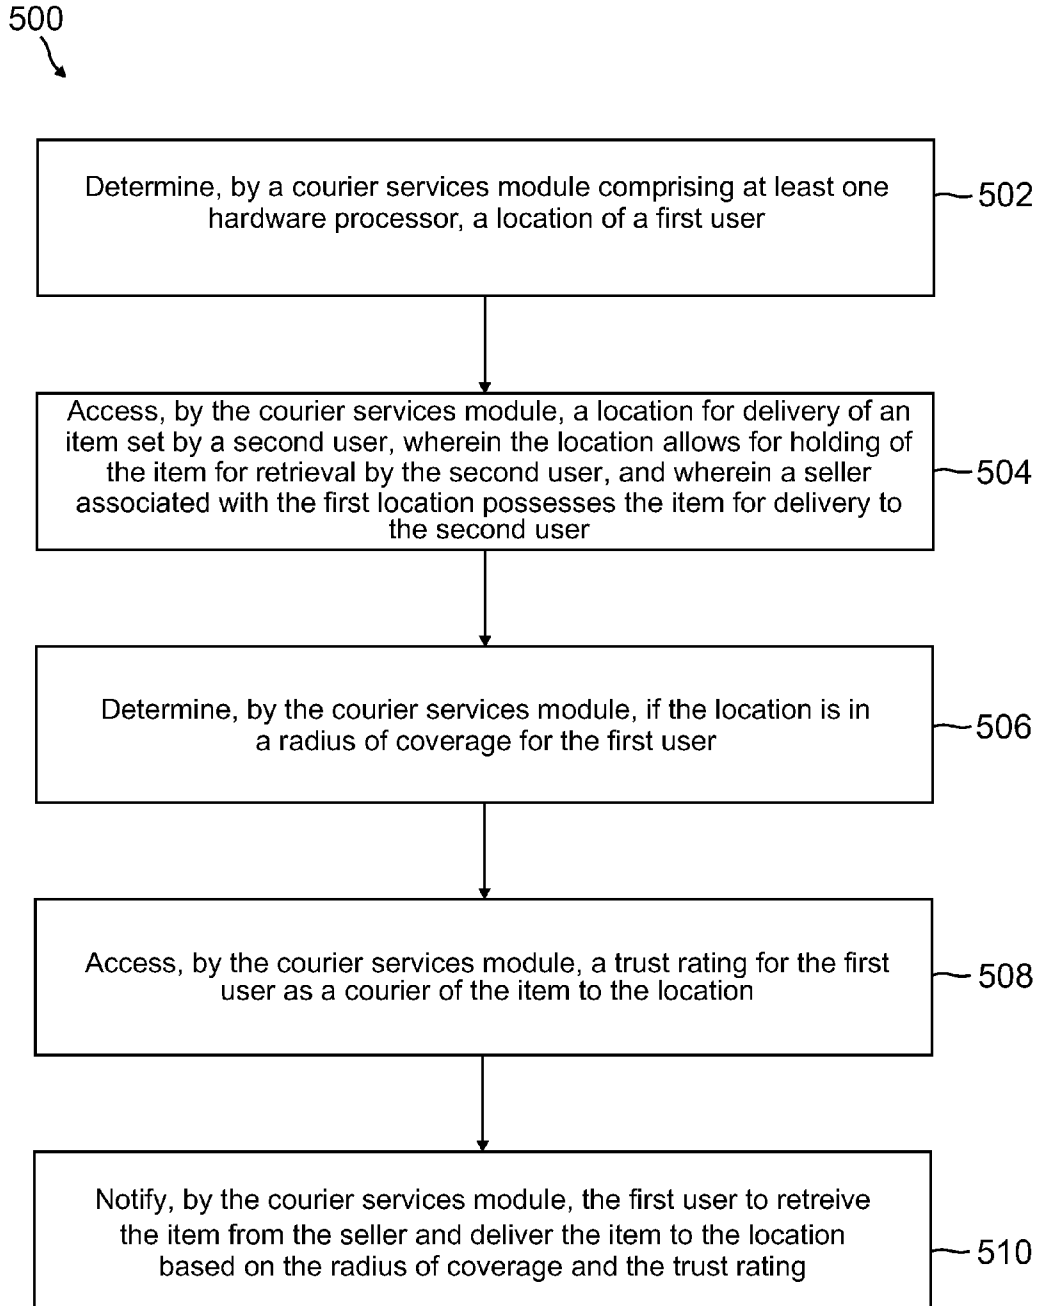 500
Determine, by a courier services module comprising at least one
hardware processor, a location of a first user
502
Access, by the courier services module, a location for delivery of an
item set by a second user, wherein the location allows for holding of
the item for retrieval by the second user, and wherein a seller
associated with the first location possesses the item for delivery to
the second user
504
Determine, by the courier services module, if the location is in
a radius of coverage for the first user
506
Access, by the courier services module, a trust rating for the first
user as a courier of the item to the location
508
Notify, by the courier services module, the first user to retreive
the item from the seller and deliver the item to the location
based on the radius of coverage and the trust rating
510